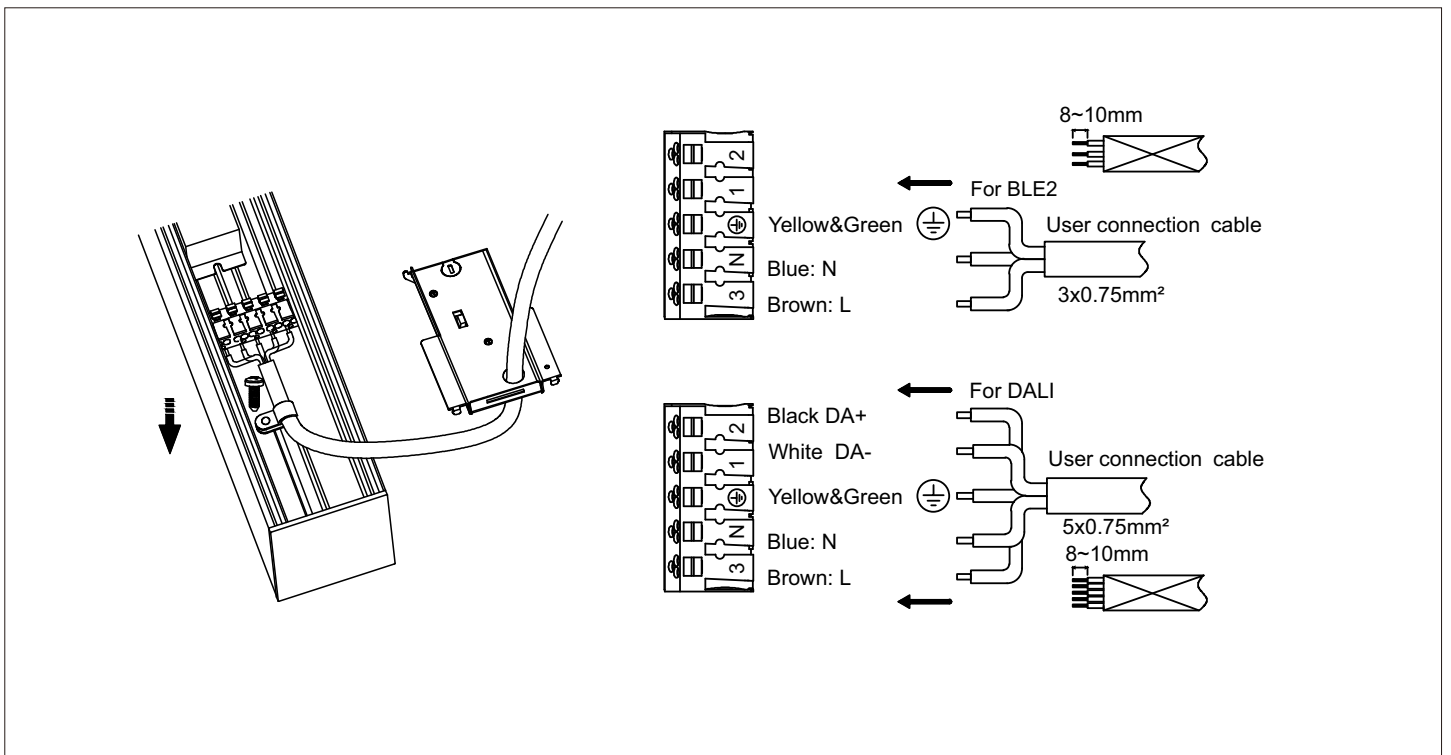 8~10mm
For BLE2
2
1
Yellow&Green
User connection cable
N
Blue: N
3
Brown: L
3x0.75mm²
For DALI
2
Black DA+
1
White DA-
User connection cable
Yellow&Green
5x0.75mm²
N
Blue: N
8~10mm
3
Brown: L